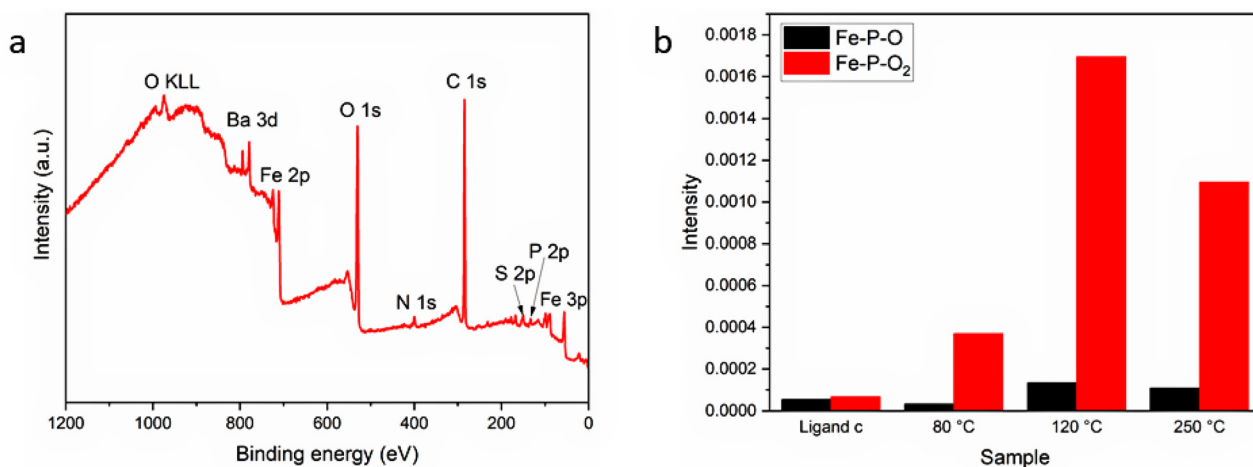 a
O KLL
Ba 3d
Fe 2p
O 1s
N 1s
C 1s
S 2p
P 2p
Fe 3p
Intensity (a.u.)
1200 1000 800 600 400 200 0
Binding energy (eV)
b
Fe-P-O
Fe-P-O₂
Intensity
0.0018
0.0016
0.0014
0.0012
0.0010
0.0008
0.0006
0.0004
0.0002
0.0000
Ligand c 80 °C 120 °C 250 °C
Sample